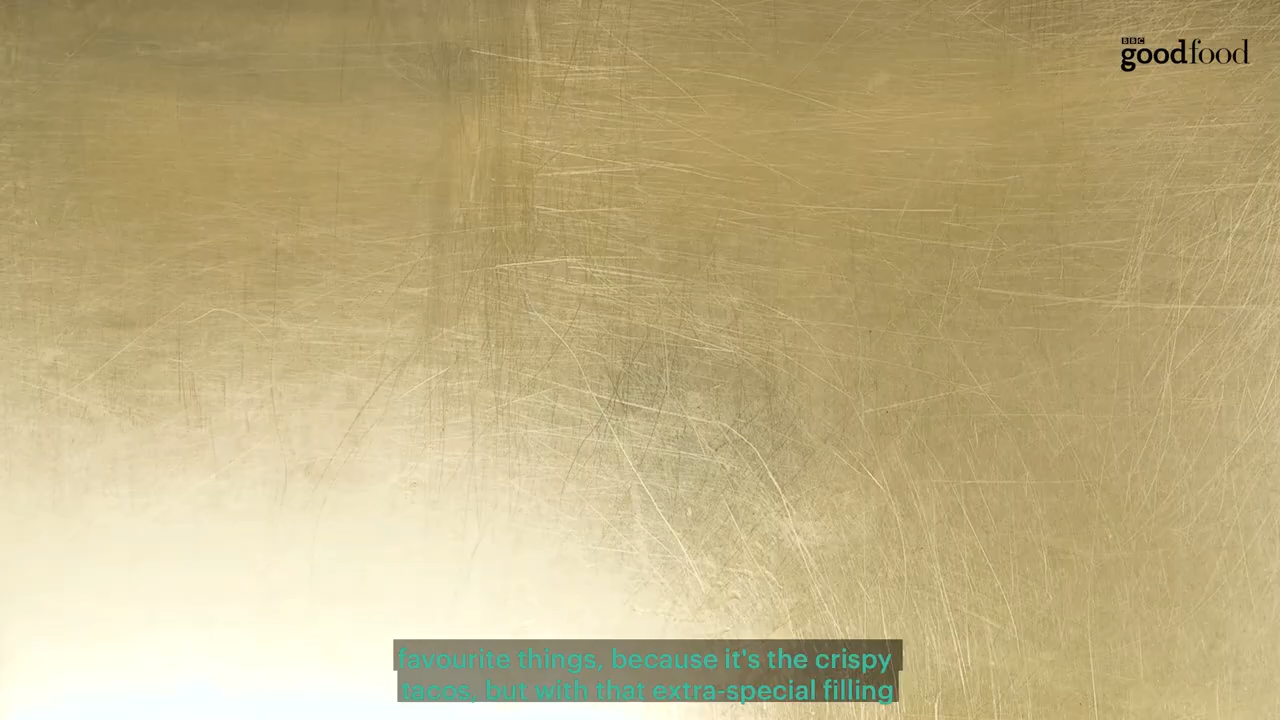 BBC
goodfood
favourite things, because it's the crispy
tacos, but with that extra-special filling